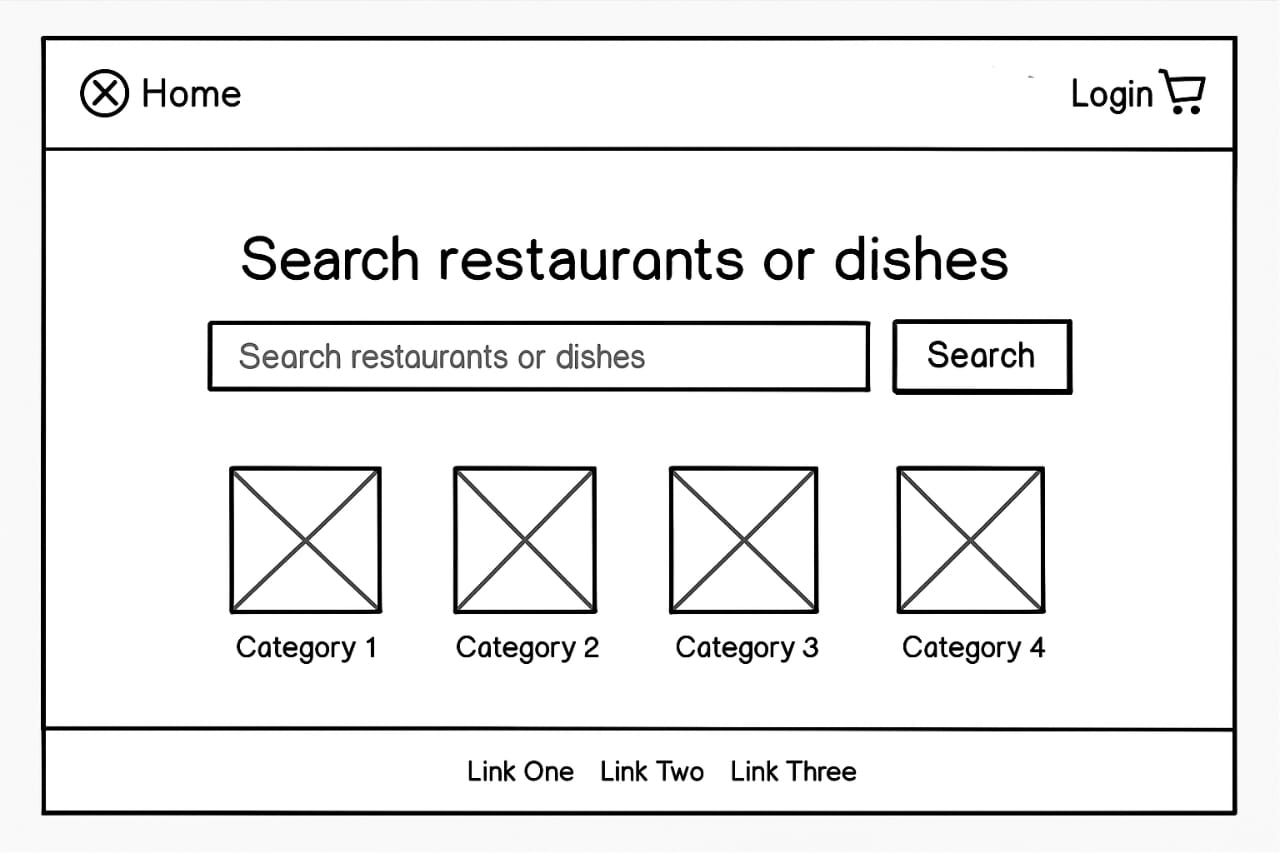 Home Login
Search restaurants or dishes
Search restaurants or dishes Search
Category 1 Category 2 Category 3 Category 4
Link One Link Two Link Three